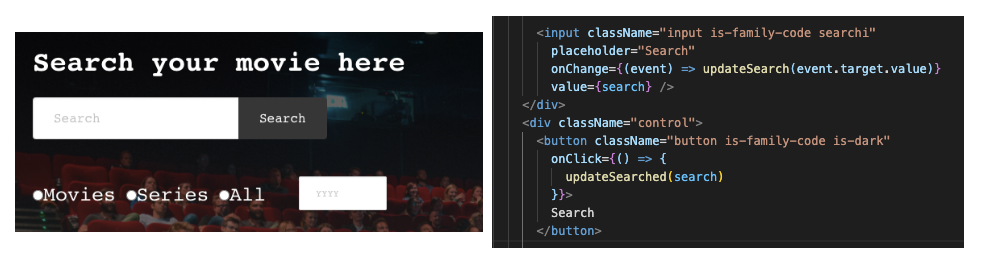 Search your movie here
Search
Search
Movies
Series
All
YYYY
<input className="input is-family-code searchi"
placeholder="Search"
onChange={(event) => updateSearch(event.target.value)}
value={search} />
</div>
<div className="control">
<button className="button is-family-code is-dark"
onClick={() => {
updateSearched(search)
}}>
Search
</button>